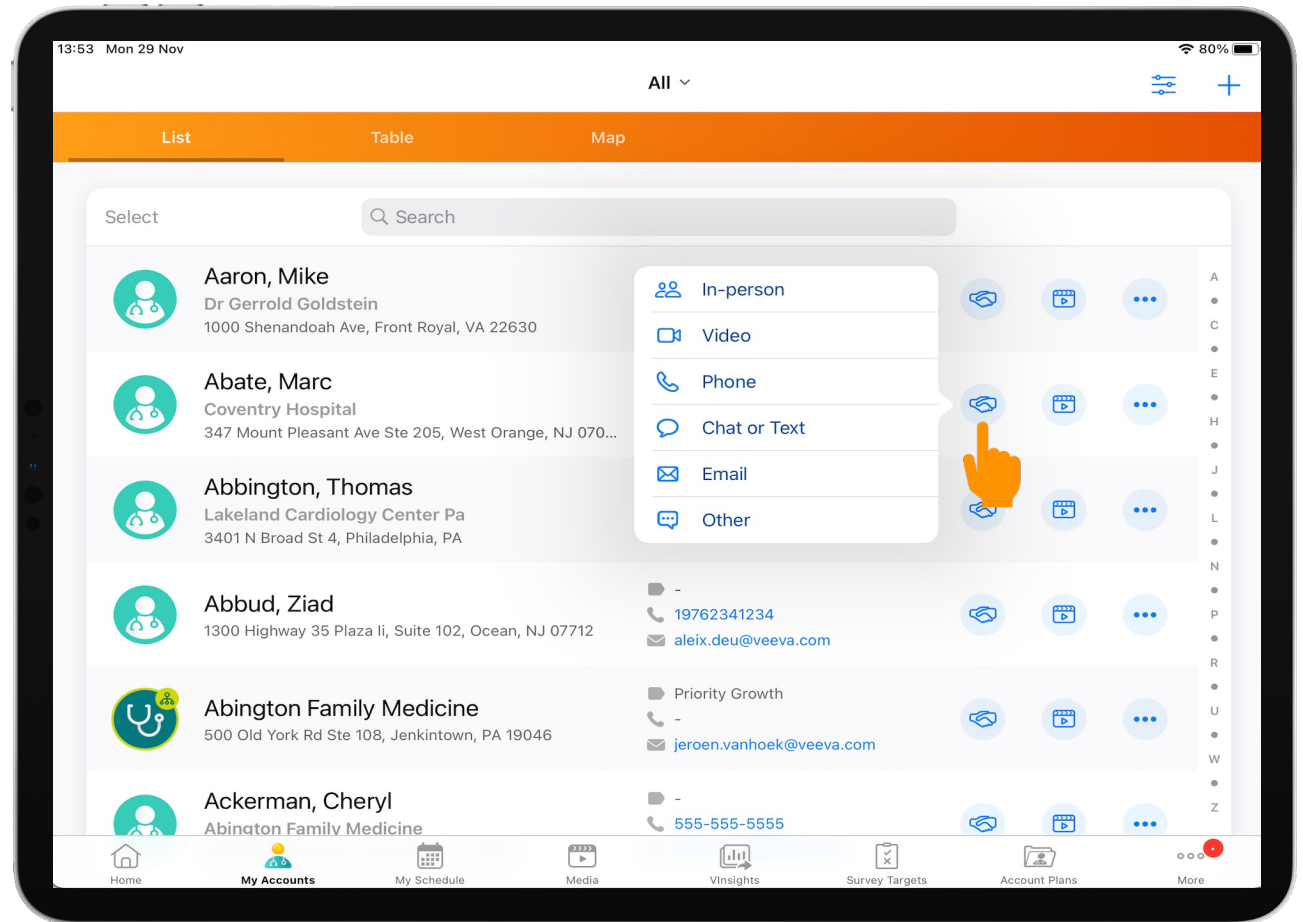 13:53 Mon 29 Nov
80%
All
List
Table
Map
Select
Search
Aaron, Mike
Dr Gerrold Goldstein
1000 Shenandoah Ave, Front Royal, VA 22630
Abate, Marc
Coventry Hospital
347 Mount Pleasant Ave Ste 205, West Orange, NJ 070...
Abbington, Thomas
Lakeland Cardiology Center Pa
3401 N Broad St 4, Philadelphia, PA
In-person
Video
Phone
Chat or Text
Email
Other
Abbud, Ziad
1300 Highway 35 Plaza Ii, Suite 102, Ocean, NJ 07712
-
19762341234
aleix.deu@veeva.com
Abington Family Medicine
500 Old York Rd Ste 108, Jenkintown, PA 19046
Priority Growth
-
jeroen.vanhoek@veeva.com
Ackerman, Cheryl
Abington Family Medicine
-
555-555-5555
A
C
E
H
J
L
N
P
R
U
W
Z
Home
My Accounts
My Schedule
Media
VInsights
Survey Targets
Account Plans
More